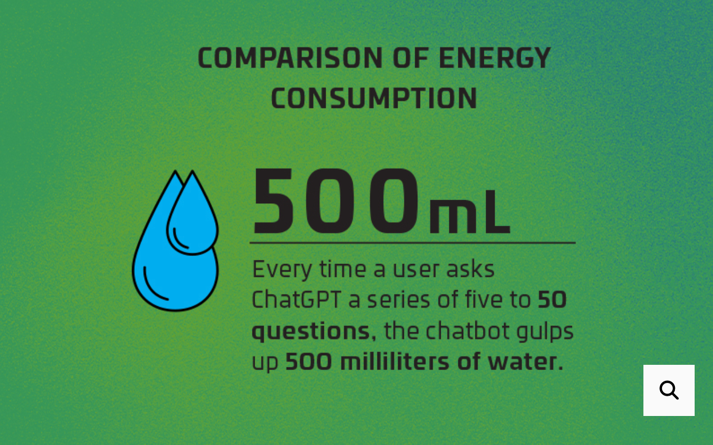 COMPARISON OF ENERGY
CONSUMPTION
500mL
Every time a user asks
ChatGPT a series of five to 50
questions, the chatbot gulps
up 500 milliliters of water.